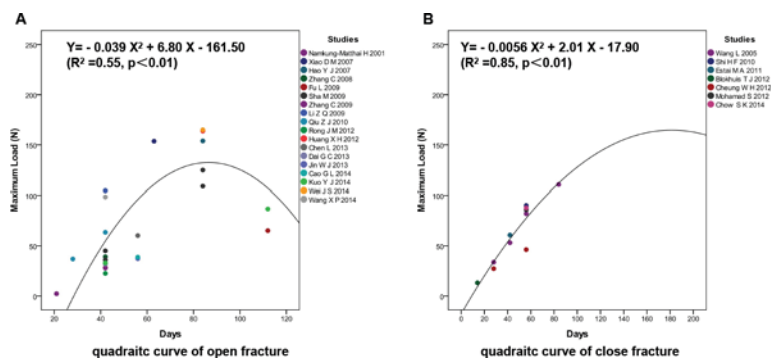 A
Y= - 0.039 X² + 6.80 X - 161.50
(R² =0.55, p<0.01)
Maximum Load (N)
250
200
150
100
50
0
20
40
60
80
100
120
Days
Studies
Namkung-Matthai H 2001
Xiao D M 2007
Hao Y J 2007
Zhang C 2008
Fu L 2009
Sha M 2009
Zhang C 2009
Li Z Q 2009
Qiu Z J 2010
Rong J M 2012
Huang X H 2012
Chen L 2013
Dai G C 2013
Jin W J 2013
Cao G L 2014
Kuo Y J 2014
Wei J S 2014
Wang X P 2014
quadraitc curve of open fracture
B
Y= - 0.0056 X² + 2.01 X - 17.90
(R² =0.85, p<0.01)
Maximum Load (N)
250
200
150
100
50
0
0
20
40
60
80
100
120
140
160
180
200
Days
Studies
Wang L 2005
Shi H F 2010
Estai M A 2011
Blokhuis T J 2012
Cheung W H 2012
Mohamed S 2012
Chow S K 2014
quadraitc curve of close fracture